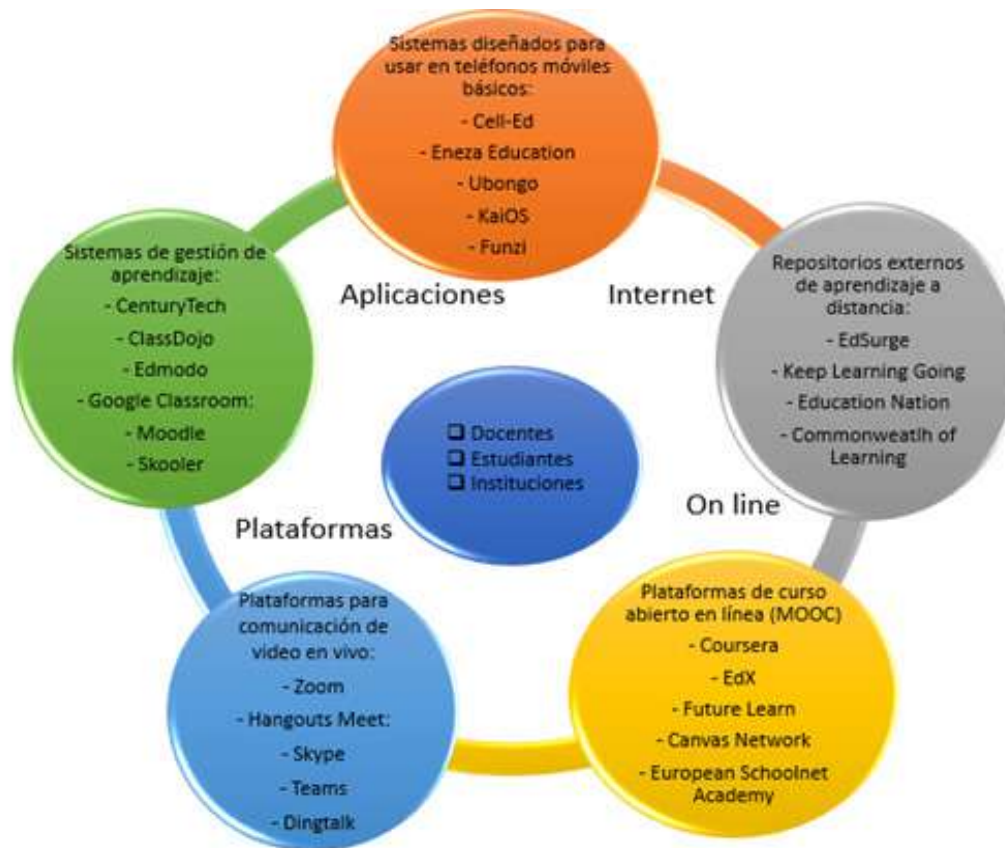 Sistemas diseñados para
usar en teléfonos móviles
básicos:
- Cell-Ed
- Eneza Education
- Ubongo
- KaiOS
- Funzi
Sistemas de gestión de
aprendizaje:
- CenturyTech
- ClassDojo
- Edmodo
- Google Classroom:
- Moodle
- Skooler
Aplicaciones
Internet
Repositorios externos
de aprendizaje a
distancia:
- EdSurge
- Keep Learning Going
- Education Nation
- Commonweatlh of
Learning
❑ Docentes
❑ Estudiantes
❑ Instituciones
Plataformas
On line
Plataformas para
comunicación de
video en vivo:
- Zoom
- Hangouts Meet:
- Skype
- Teams
- Dingtalk
Plataformas de curso
abierto en línea (MOOC)
- Coursera
- EdX
- Future Learn
- Canvas Network
- European Schoolnet
Academy